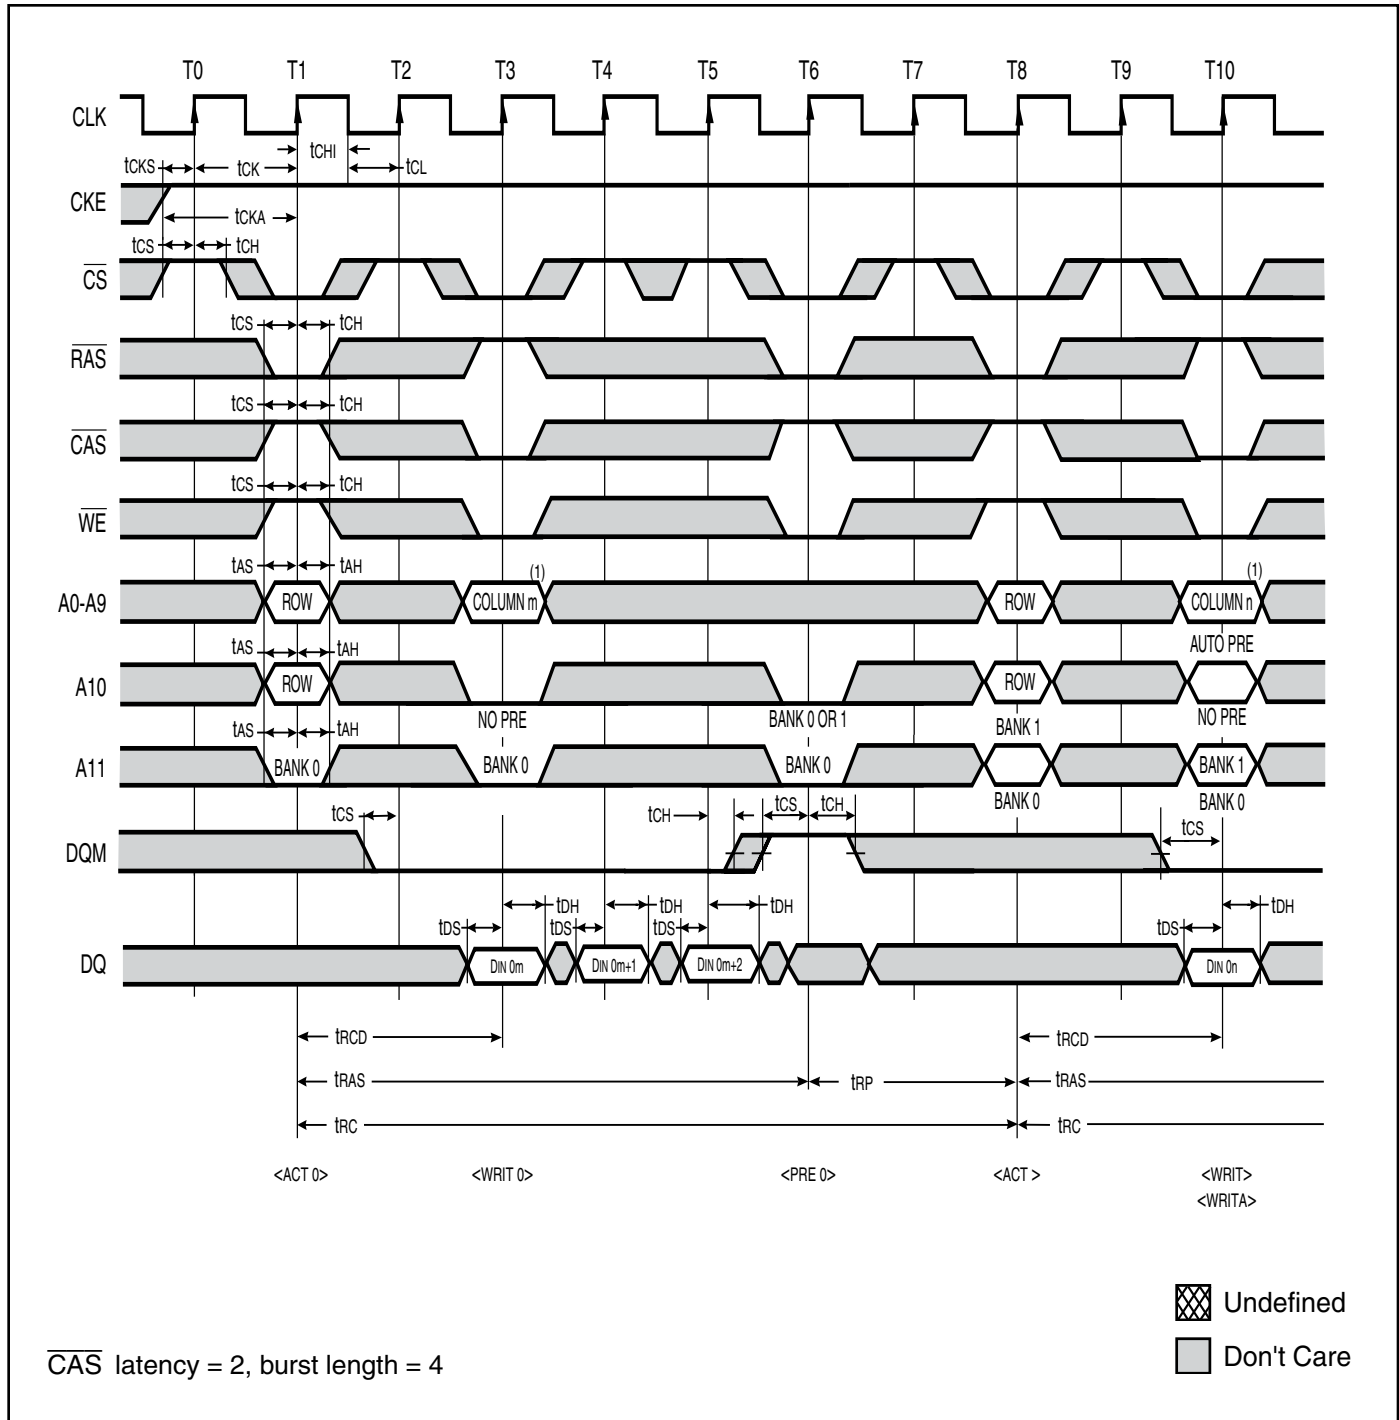 T0 T1 T2 T3 T4 T5 T6 T7 T8 T9 T10
CLK
tCHI
tCKS tCK tCL
CKE
tCKA
tCS tCH
CS
tCS tCH
RAS
tCS tCH
CAS
tCS tCH
WE
tAS tAH (1) (1)
A0-A9 ROW COLUMN m ROW COLUMN n
tAS tAH AUTO PRE
A10 ROW ROW
NO PRE BANK 0 OR 1 BANK 1 NO PRE
tAS tAH
A11 BANK 0 BANK 0 BANK 0 BANK 1
BANK 0 BANK 0
tCS tCH tCS tCH tCS
DQM
tDH tDH tDH tDH
tDS tDS tDS tDS
DQ DIN 0m DIN 0m+1 DIN 0m+2 DIN 0n
tRCD tRCD
tRAS tRP tRAS
tRC tRC
<ACT 0> <WRIT 0> <PRE 0> <ACT > <WRIT>
<WRITA>
Undefined
Don't Care
CAS latency = 2, burst length = 4